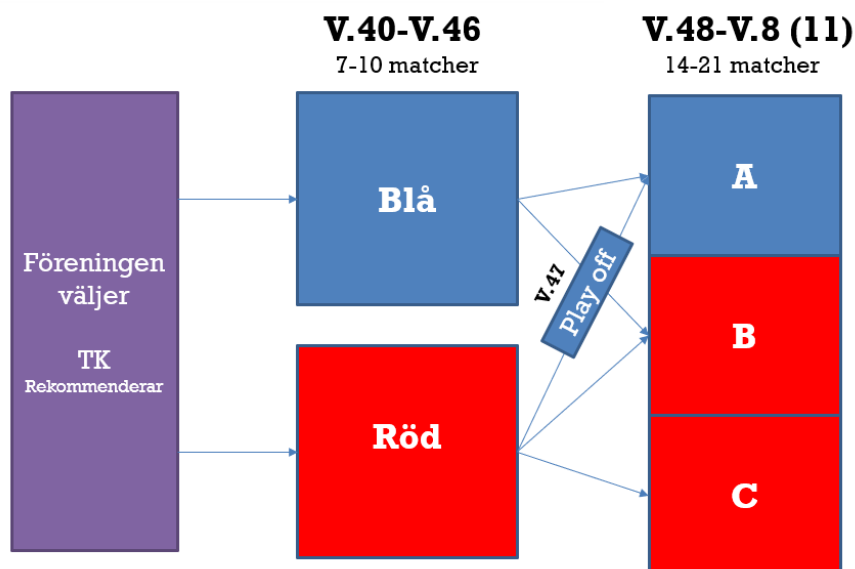 V.40-V.46
7-10 matcher
V.48-V.8 (11)
14-21 matcher
Föreningen
väljer
TK
Rekommenderar
Blå
Röd
V.47
Play off
A
B
C